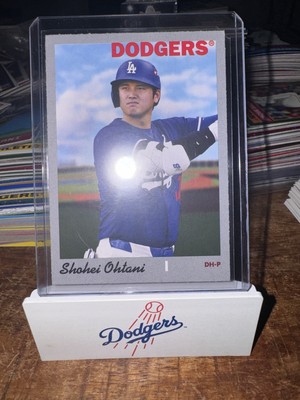 DODGERS®
LA
Shohei Ohtani
DH-P
Dodgers